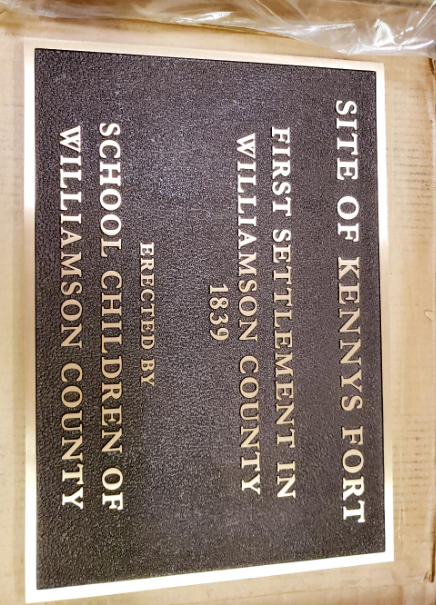 SITE OF KENNYS FORT
FIRST SETTLEMENT IN
WILLIAMSON COUNTY
1839
ERECTED BY
SCHOOL CHILDREN OF
WILLIAMSON COUNTY